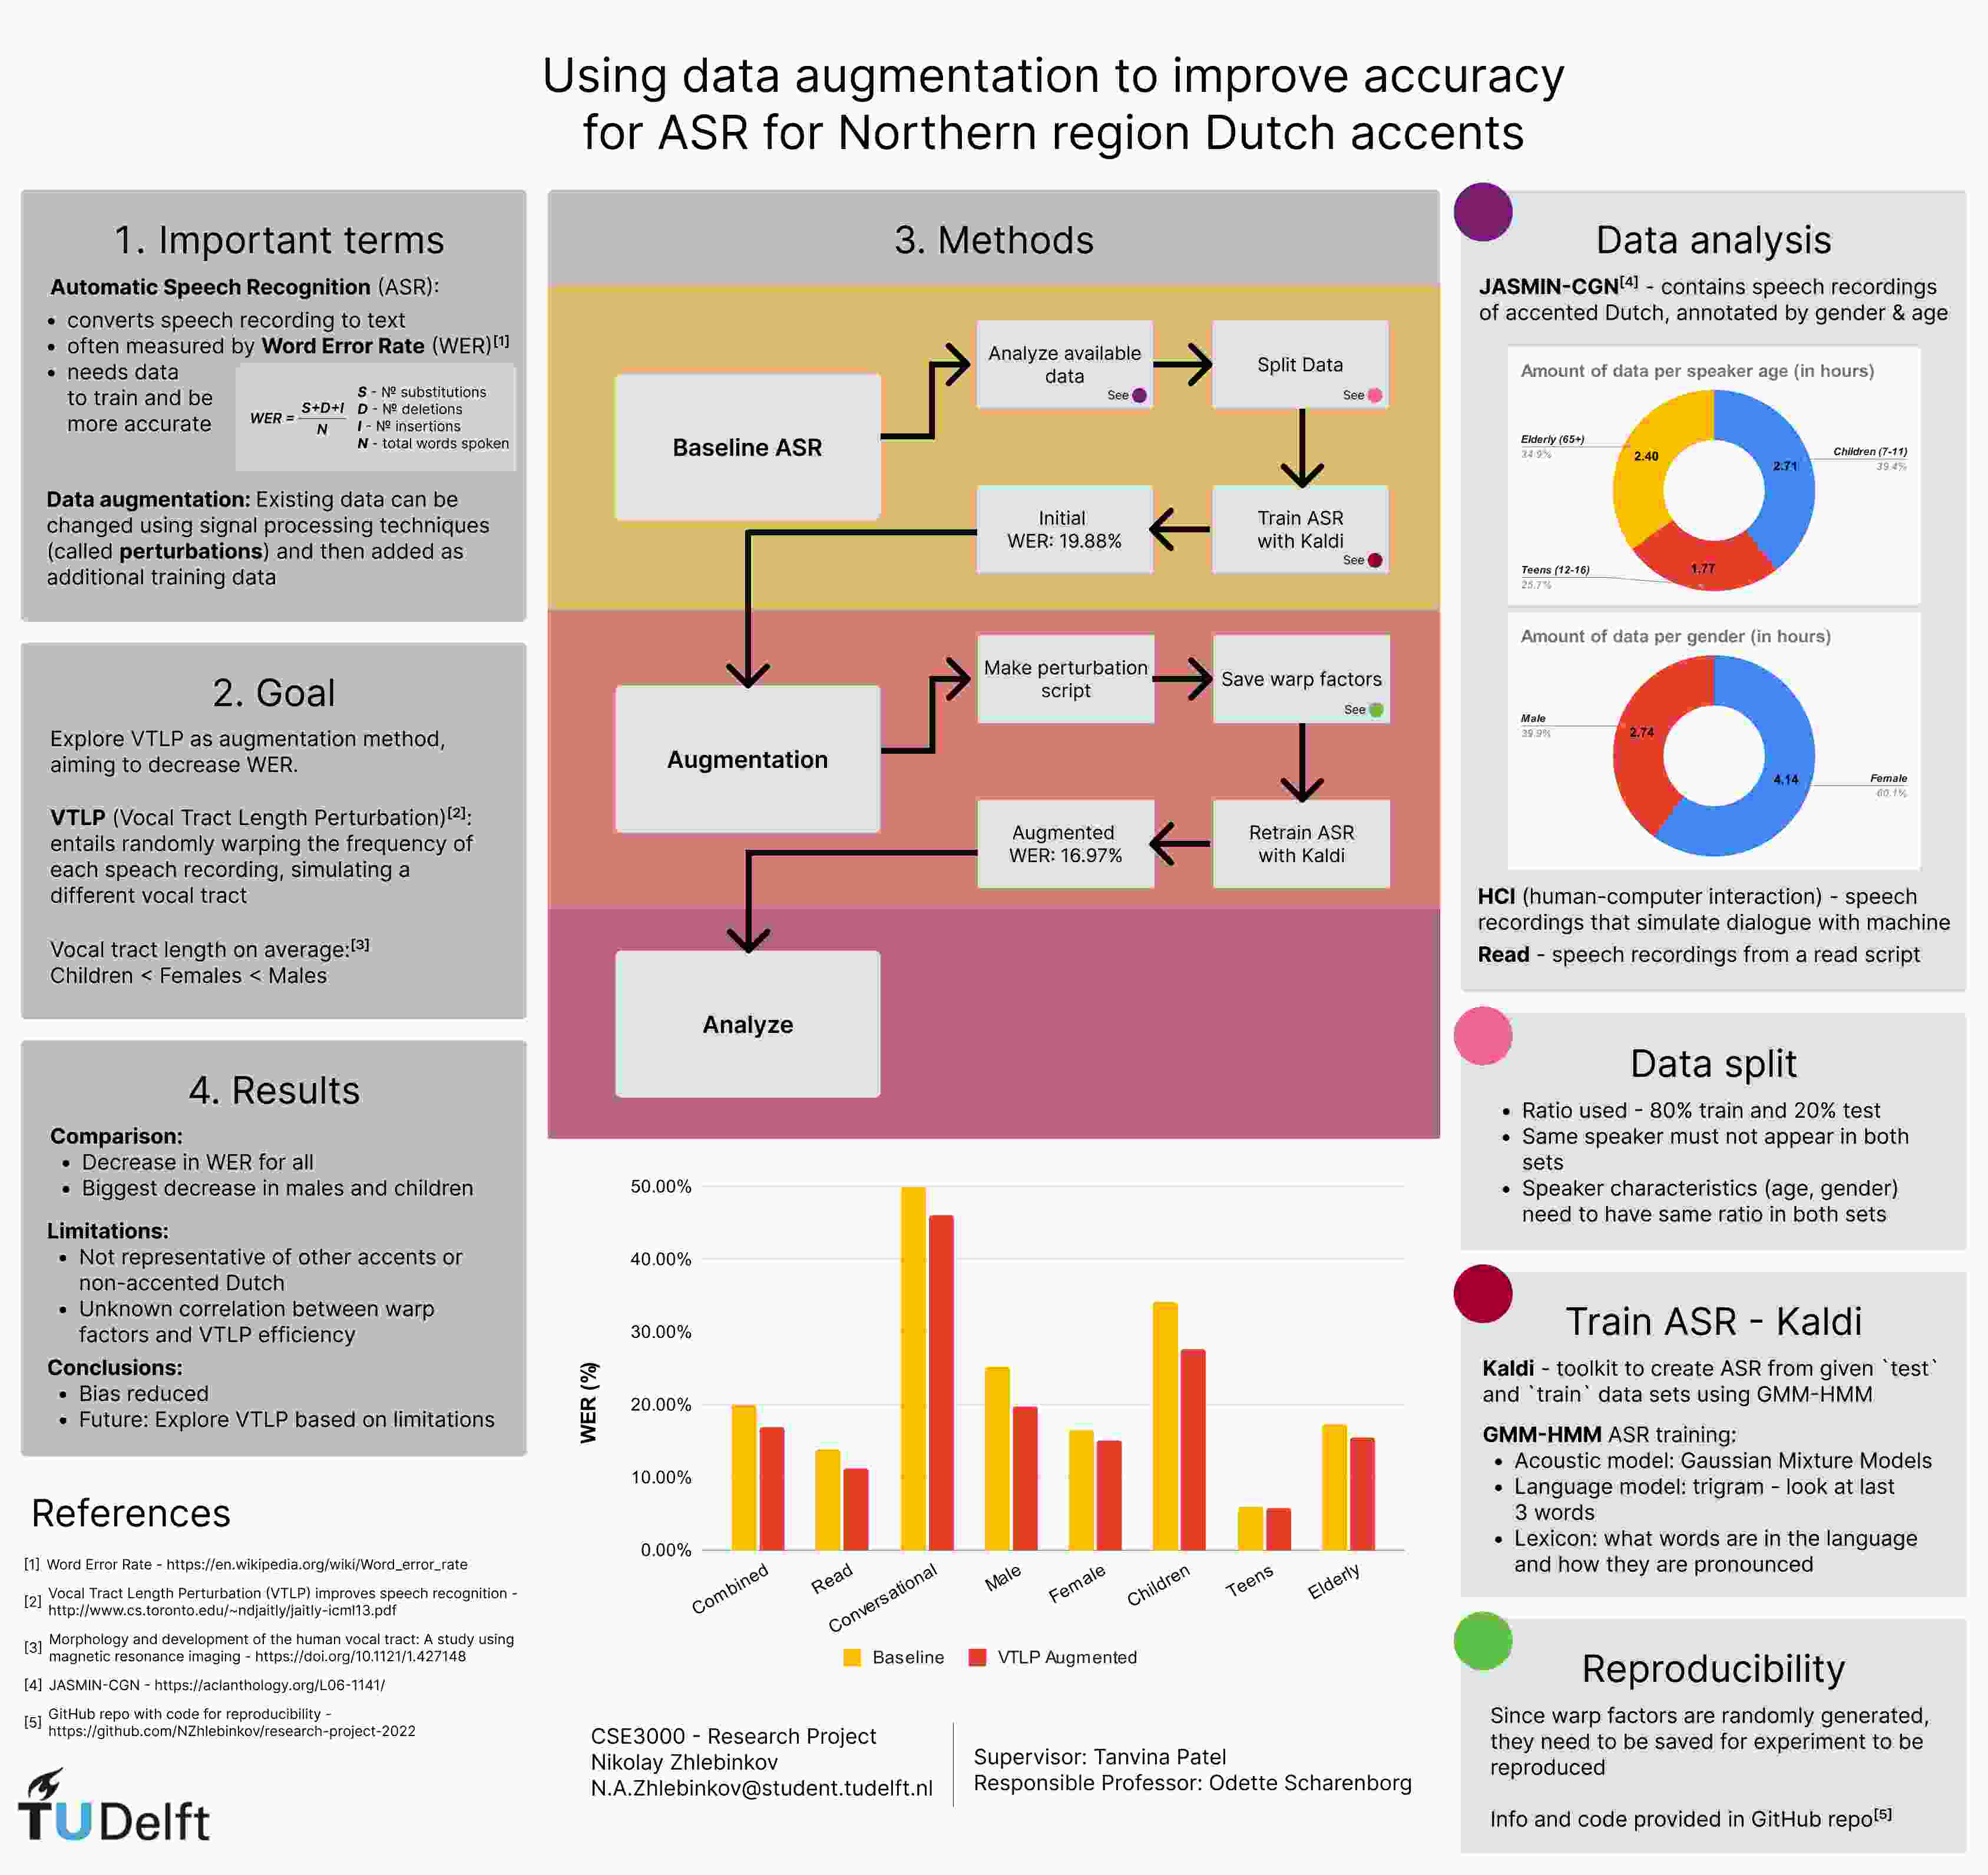 Using data augmentation to improve accuracy
for ASR for Northern region Dutch accents
1. Important terms
Automatic Speech Recognition (ASR):
• converts speech recording to text
• often measured by Word Error Rate (WER)[1]
• needs data
to train and be
more accurate
WER = S+D+I
N
S - Nº substitutions
D - Nº deletions
I - Nº insertions
N - total words spoken
Data augmentation: Existing data can be
changed using signal processing techniques
(called perturbations) and then added as
additional training data
2. Goal
Explore VTLP as augmentation method,
aiming to decrease WER.
VTLP (Vocal Tract Length Perturbation)[2]:
entails randomly warping the frequency of
each speach recording, simulating a
different vocal tract
Vocal tract length on average:[3]
Children < Females < Males
4. Results
Comparison:
• Decrease in WER for all
• Biggest decrease in males and children
Limitations:
• Not representative of other accents or
non-accented Dutch
• Unknown correlation between warp
factors and VTLP efficiency
Conclusions:
• Bias reduced
• Future: Explore VTLP based on limitations
References
[1] Word Error Rate - https://en.wikipedia.org/wiki/Word_error_rate
[2] Vocal Tract Length Perturbation (VTLP) improves speech recognition -
http://www.cs.toronto.edu/~ndjaitly/jaitly-icml13.pdf
[3] Morphology and development of the human vocal tract: A study using
magnetic resonance imaging - https://doi.org/10.1121/1.427148
[4] JASMIN-CGN - https://aclanthology.org/L06-1141/
[5] GitHub repo with code for reproducibility -
https://github.com/NZhlebinkov/research-project-2022
TU Delft
3. Methods
Baseline ASR
Analyze available
data
See
Split Data
See
Initial
WER: 19.88%
Train ASR
with Kaldi
See
Augmentation
Make perturbation
script
Save warp factors
See
Augmented
WER: 16.97%
Retrain ASR
with Kaldi
Analyze
50.00%
40.00%
30.00%
20.00%
10.00%
0.00%
WER (%)
Combined
Read
Conversational
Male
Female
Children
Teens
Elderly
Baseline
VTLP Augmented
CSE3000 - Research Project
Nikolay Zhlebinkov
N.A.Zhlebinkov@student.tudelft.nl
Supervisor: Tanvina Patel
Responsible Professor: Odette Scharenborg
Data analysis
JASMIN-CGN[4] - contains speech recordings
of accented Dutch, annotated by gender & age
Amount of data per speaker age (in hours)
Elderly (65+)
34.9%
2.40
2.71
Children (7-11)
39.4%
Teens (12-16)
25.7%
1.77
Amount of data per gender (in hours)
Male
39.9%
2.74
4.14
Female
60.1%
HCI (human-computer interaction) - speech
recordings that simulate dialogue with machine
Read - speech recordings from a read script
Data split
• Ratio used - 80% train and 20% test
• Same speaker must not appear in both
sets
• Speaker characteristics (age, gender)
need to have same ratio in both sets
Train ASR - Kaldi
Kaldi - toolkit to create ASR from given `test`
and `train` data sets using GMM-HMM
GMM-HMM ASR training:
• Acoustic model: Gaussian Mixture Models
• Language model: trigram - look at last
3 words
• Lexicon: what words are in the language
and how they are pronounced
Reproducibility
Since warp factors are randomly generated,
they need to be saved for experiment to be
reproduced
Info and code provided in GitHub repo[5]